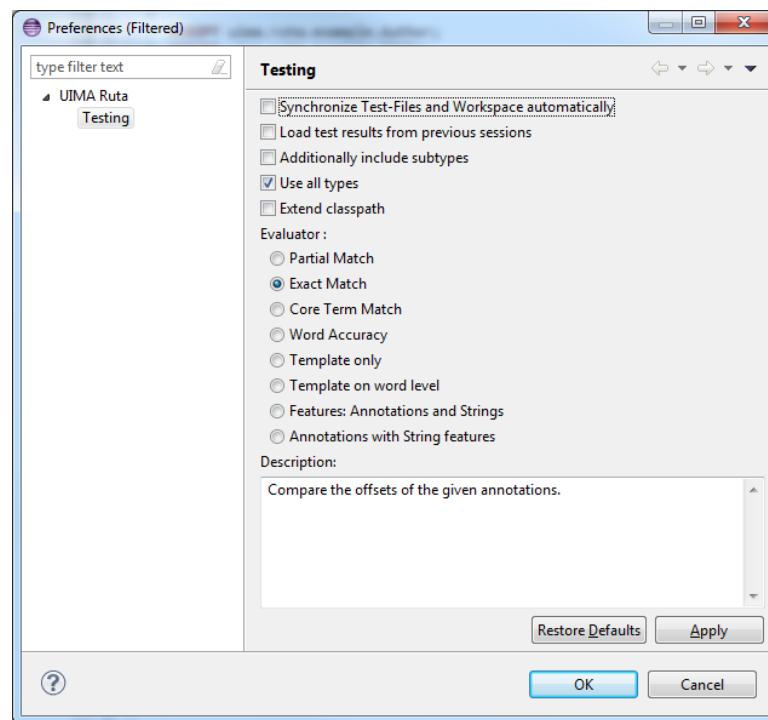 Preferences (Filtered)
type filter text
UIMA Ruta
Testing
Testing
Synchronize Test-Files and Workspace automatically
Load test results from previous sessions
Additionally include subtypes
Use all types
Extend classpath
Evaluator :
Partial Match
Exact Match
Core Term Match
Word Accuracy
Template only
Template on word level
Features: Annotations and Strings
Annotations with String features
Description:
Compare the offsets of the given annotations.
Restore Defaults
Apply
?
OK
Cancel